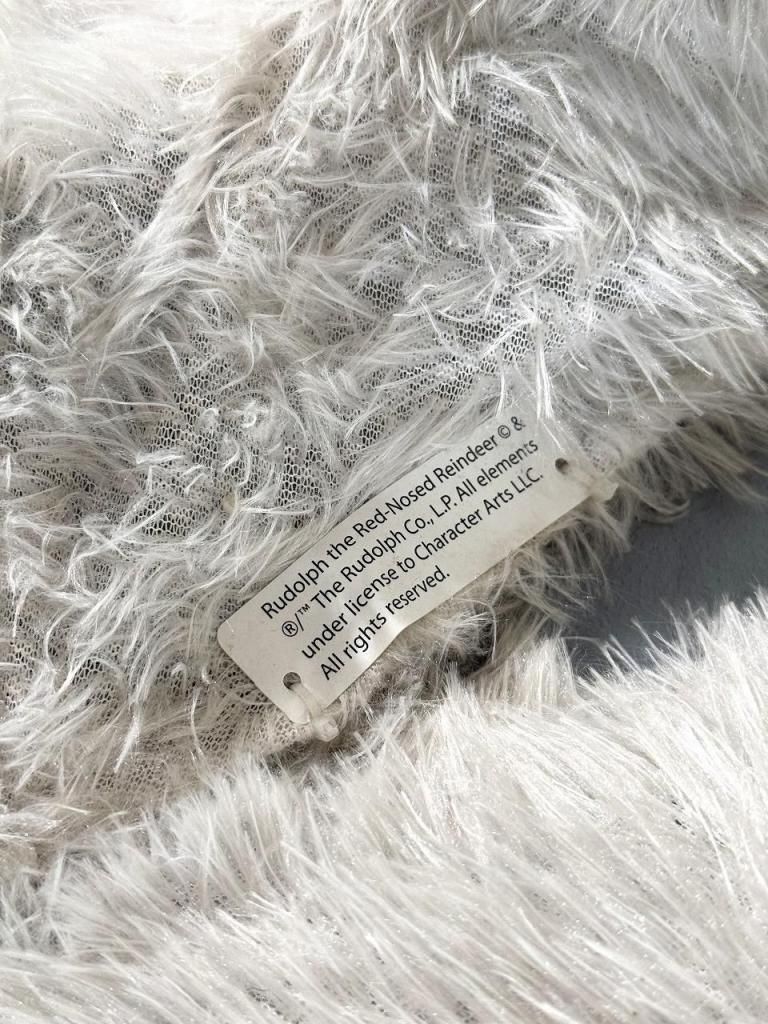 Rudolph the Red-Nosed Reindeer © &
®/™ The Rudolph Co., L.P. All elements
under license to Character Arts LLC.
All rights reserved.